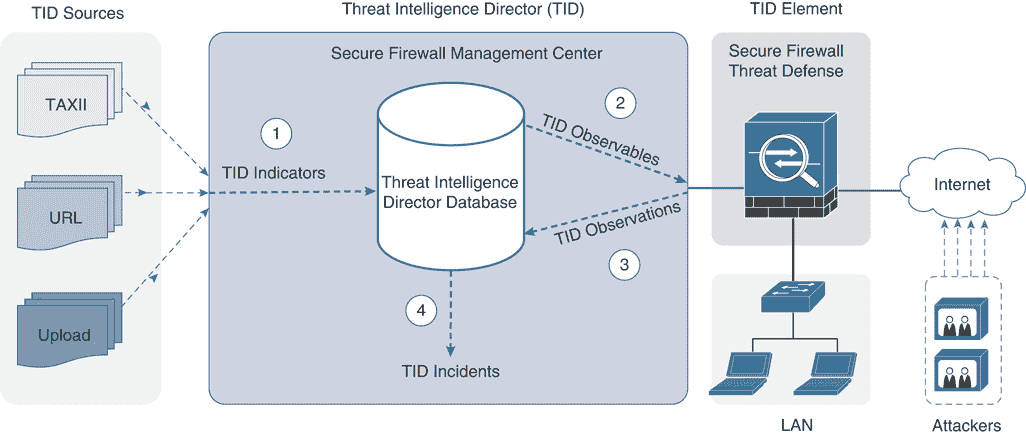 TID Sources
Threat Intelligence Director (TID)
TID Element
Secure Firewall Management Center
Secure Firewall
Threat Defense
TAXII
URL
Upload
1
TID Indicators
Threat Intelligence
Director Database
2
TID Observables
TID Observations
3
4
TID Incidents
Internet
LAN
Attackers